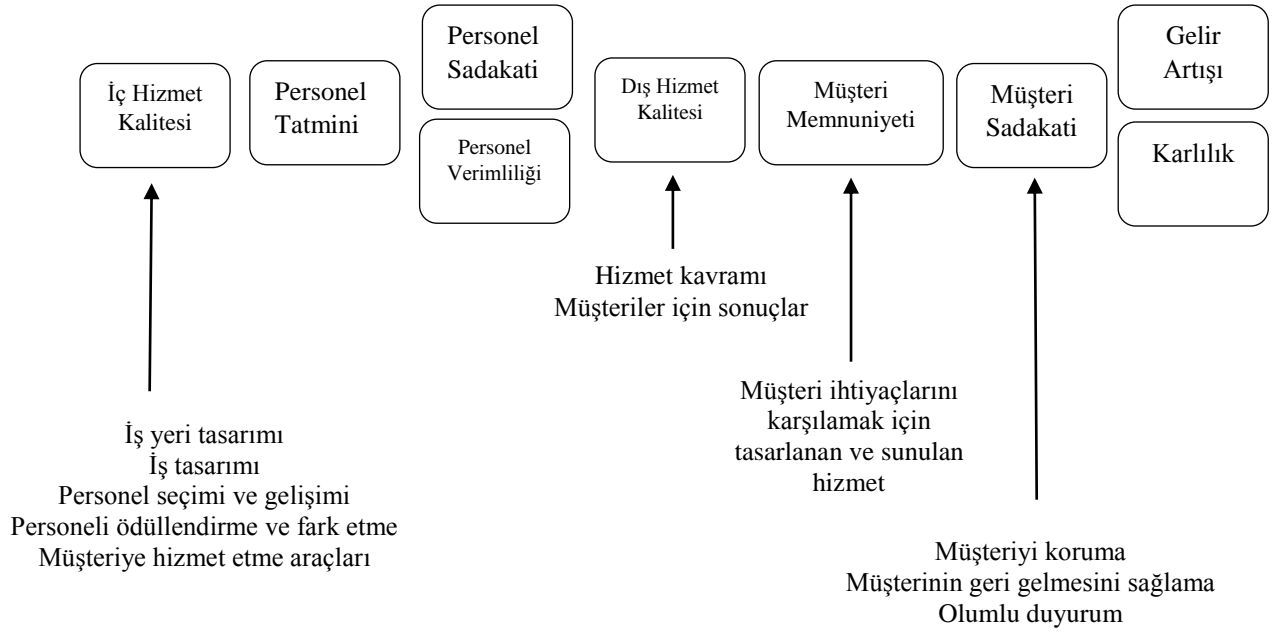 İç Hizmet
Kalitesi
Personel
Tatmini
Personel
Sadakati
Personel
Verimliliği
Dış Hizmet
Kalitesi
Müşteri
Memnuniyeti
Müşteri
Sadakati
Gelir
Artışı
Karlılık
İş yeri tasarımı
İş tasarımı
Personel seçimi ve gelişimi
Personeli ödüllendirme ve fark etme
Müşteriye hizmet etme araçları
Hizmet kavramı
Müşteriler için sonuçlar
Müşteri ihtiyaçlarını
karşılamak için
tasarlanan ve sunulan
hizmet
Müşteriyi koruma
Müşterinin geri gelmesini sağlama
Olumlu duyurum